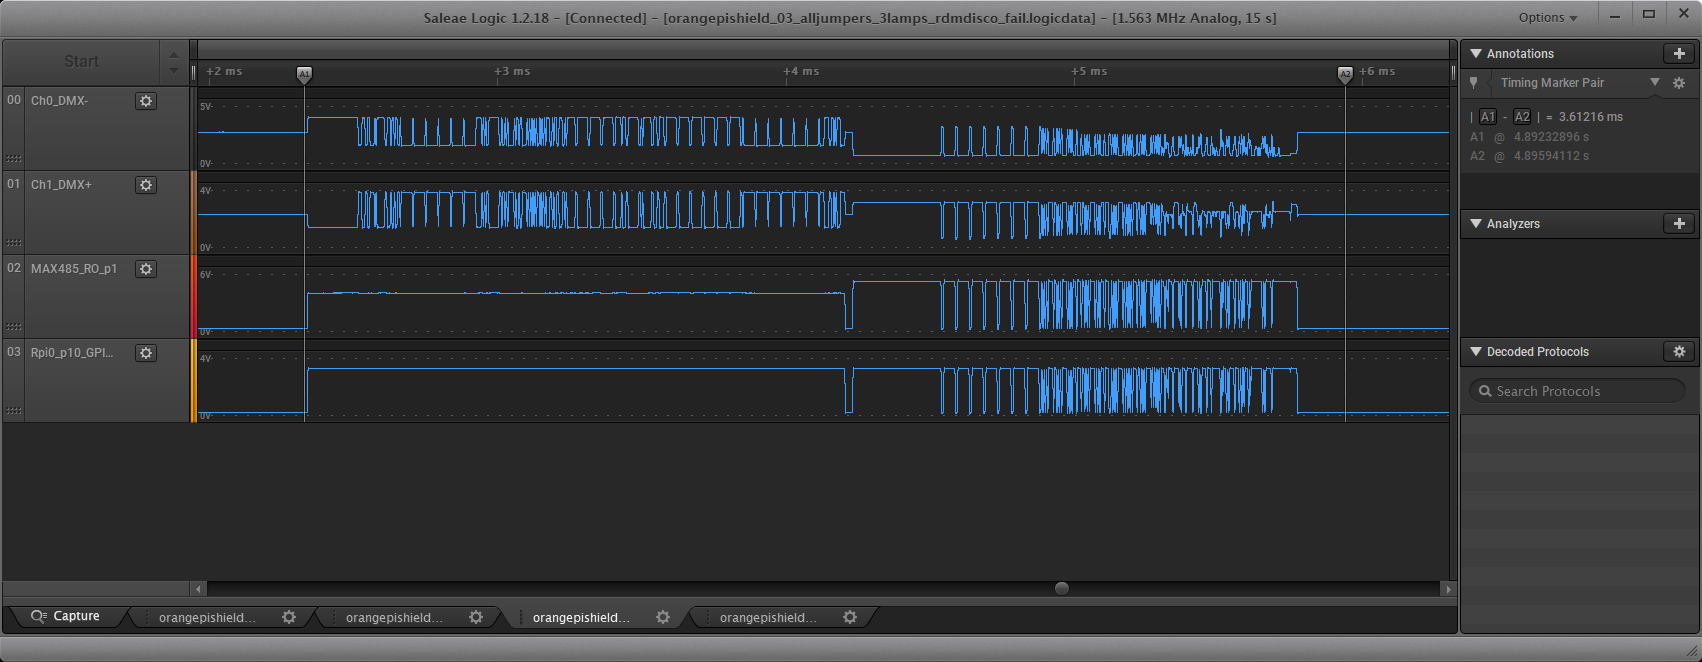 Saleae Logic 1.2.18 - [Connected] - [orangepishield_03_alljumpers_3lamps_rdmdisco_fail.logicdata] - [1.563 MHz Analog, 15 s]
Options
Start
+2 ms
+3 ms
+4 ms
+5 ms
+6 ms
A1
A2
00
Ch0_DMX-
5V
0V
01
Ch1_DMX+
4V
0V
02
MAX485_RO_p1
6V
0V
03
Rpi0_p10_GPI...
4V
0V
Annotations
Timing Marker Pair
| A1 - A2 | = 3.61216 ms
A1 @ 4.89232896 s
A2 @ 4.89594112 s
Analyzers
Decoded Protocols
Search Protocols
Capture
orangepishield...
orangepishield...
orangepishield...
orangepishield...